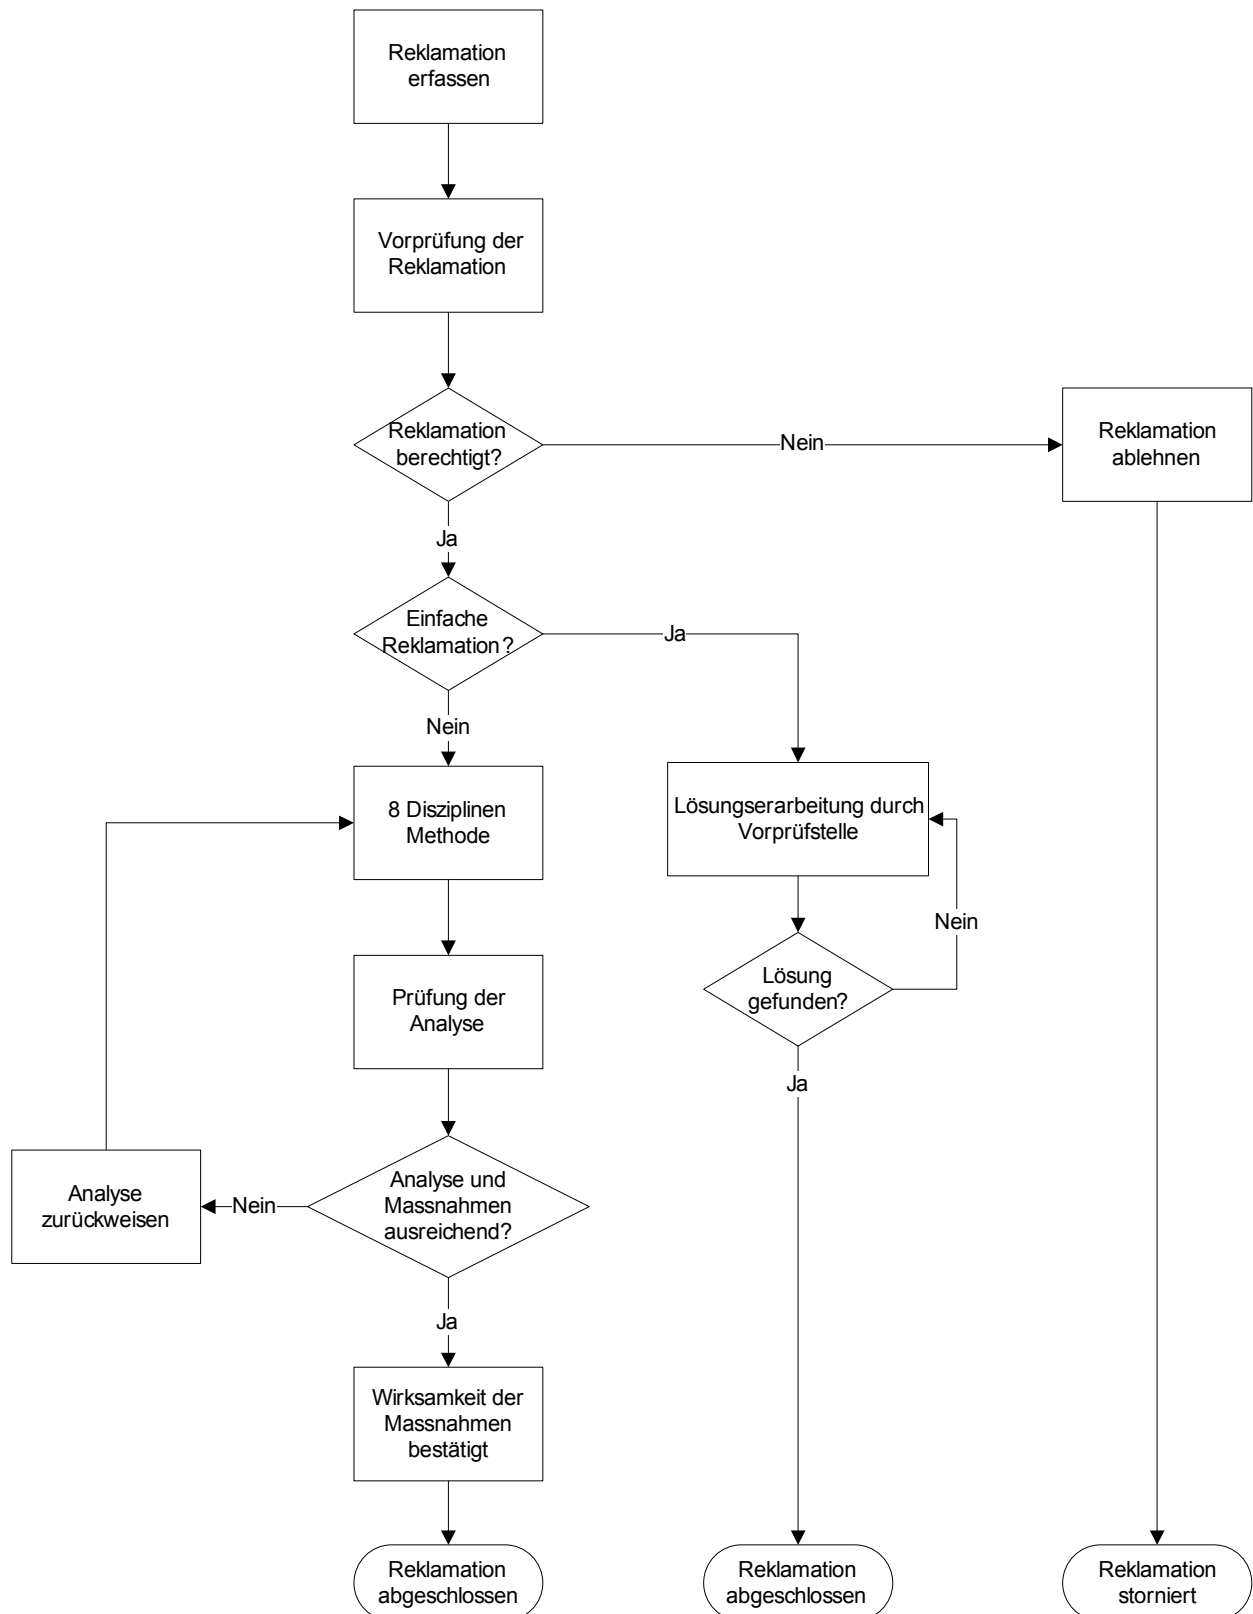 Reklamation
erfassen
Vorprüfung der
Reklamation
Reklamation
berechtigt?
Nein
Reklamation
ablehnen
Ja
Einfache
Reklamation?
Ja
Nein
8 Disziplinen
Methode
Lösungserarbeitung durch
Vorprüfstelle
Nein
Prüfung der
Analyse
Lösung
gefunden?
Ja
Analyse
zurückweisen
Nein
Analyse und
Massnahmen
ausreichend?
Ja
Wirksamkeit der
Massnahmen
bestätigt
Reklamation
abgeschlossen
Reklamation
abgeschlossen
Reklamation
storniert